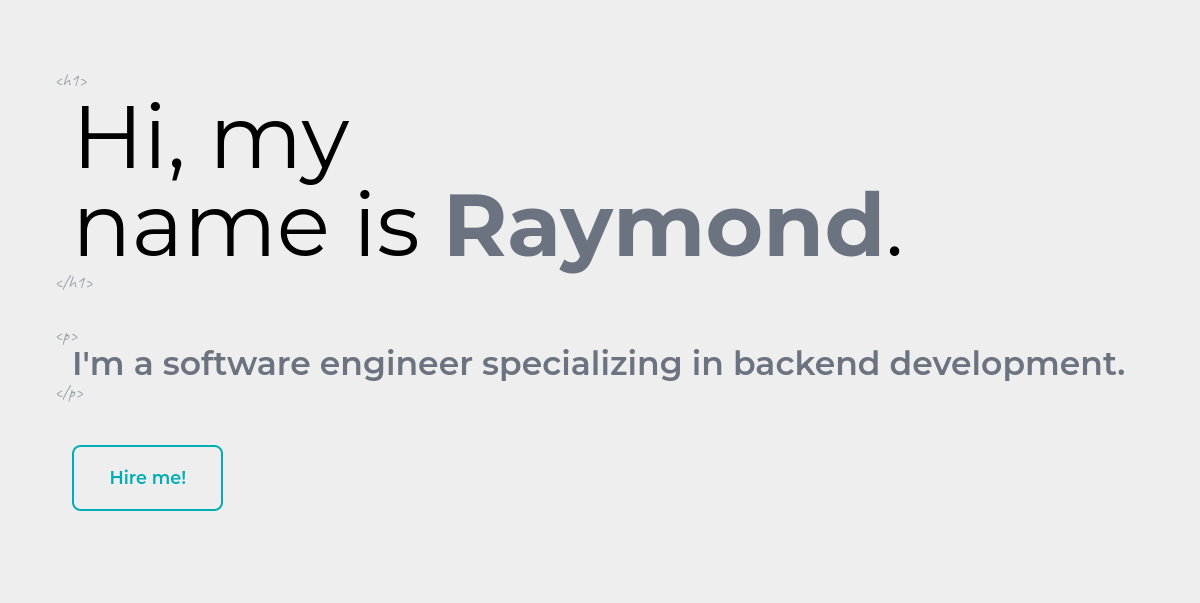 <h1>
Hi, my
name is Raymond.
</h1>
<p>
I'm a software engineer specializing in backend development.
</p>
Hire me!